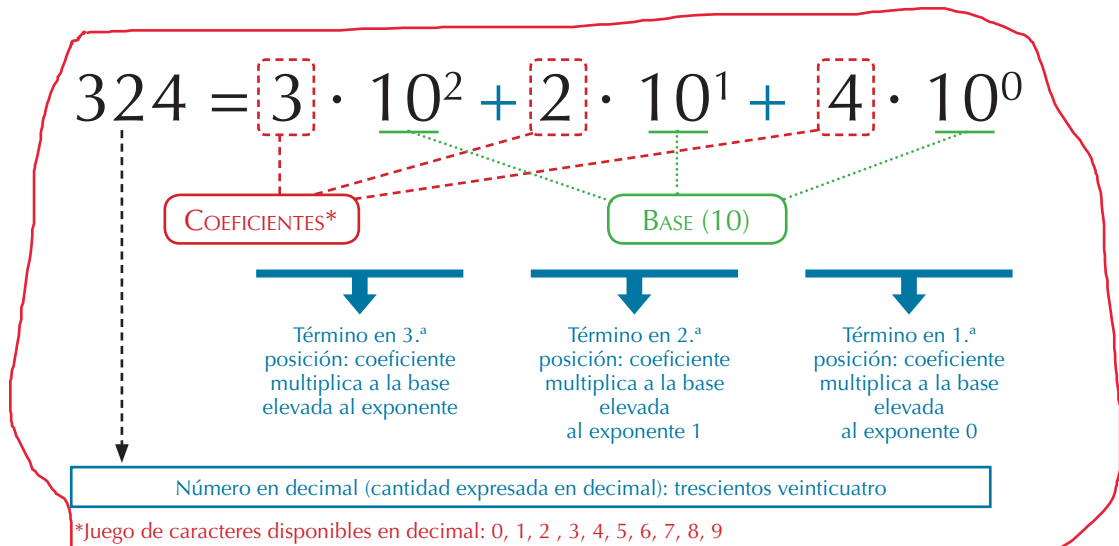 324 = 3 · 10² + 2 · 10¹ + 4 · 10⁰
COEFICIENTES*
BASE (10)
Término en 3.ª
posición: coeficiente
multiplica a la base
elevada al exponente
Término en 2.ª
posición: coeficiente
multiplica a la base
elevada
al exponente 1
Término en 1.ª
posición: coeficiente
multiplica a la base
elevada
al exponente 0
Número en decimal (cantidad expresada en decimal): trescientos veinticuatro
*Juego de caracteres disponibles en decimal: 0, 1, 2 , 3, 4, 5, 6, 7, 8, 9